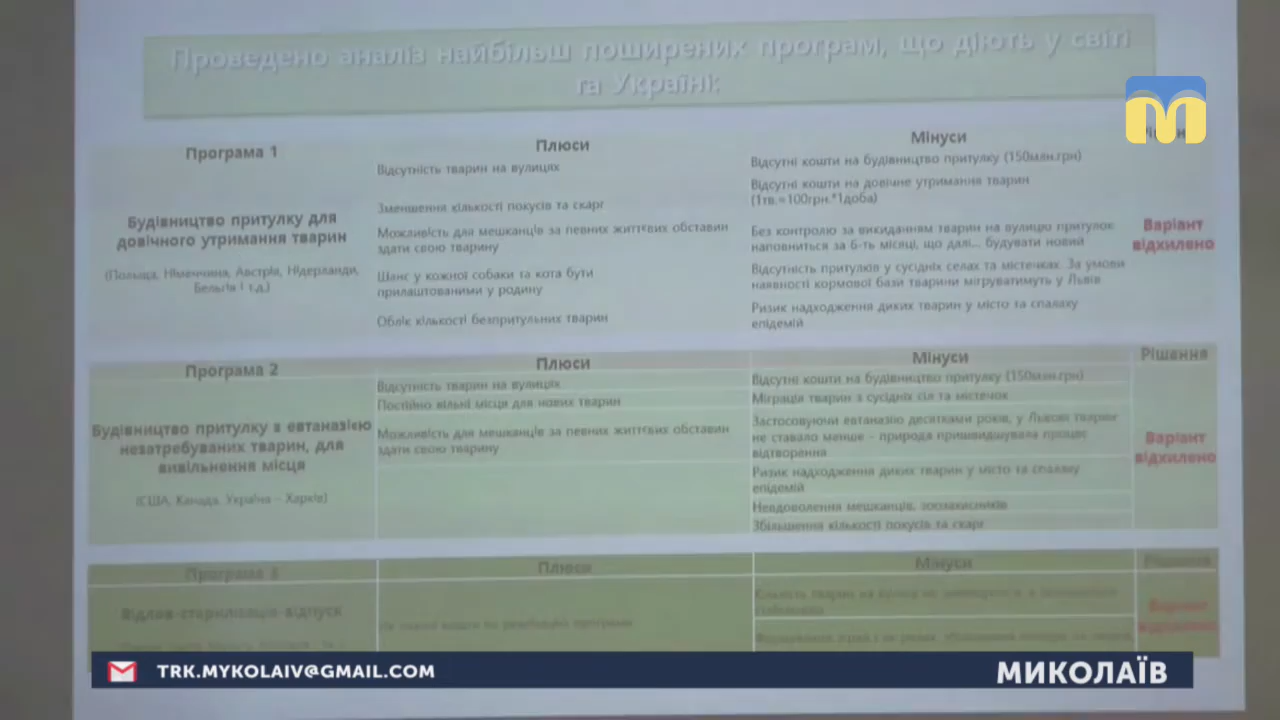 Проведено аналіз найбільш поширених програм, що діють у світі
та Україні:
Програма 1
Плюси
Мінуси
Будівництво притулку для
довічного утримання тварин
(Польща, Німеччина, Австрія, Нідерланди,
Бельгія і т.д.)
Відсутність тварин на вулицях
Зменшення кількості покусів та скарг
Можливість для мешканців за певних життєвих обставин
здати свою тварину
Шанс у кожної собаки та кота бути
прилаштованими у родину
Облік кількості безпритульних тварин
Відсутні кошти на будівництво притулку (150млн.грн)
Відсутні кошти на довічне утримання тварин
(1тв.=100грн.*1доба)
Без контролю за викиданням тварин на вулицю притулок
наповниться за 6-ть місяці, що далі... будувати новий
Відсутність притулків у сусідніх селах та містечках. За умови
наявності кормової бази тварини мігруватимуть у Львів
Ризик надходження диких тварин у місто та спалаху
епідемій
Варіант
відхилено
Програма 2
Плюси
Мінуси
Рішення
Будівництво притулку з евтаназією
незатребуваних тварин, для
вивільнення місця
(США, Канада, Україна – Харків)
Відсутність тварин на вулицях
Постійно вільні місця для нових тварин
Можливість для мешканців за певних життєвих обставин
здати свою тварину
Відсутні кошти на будівництво притулку (150млн.грн)
Міграція тварин з сусідніх сіл та містечок
Застосовуючи евтаназію десятками років, у Львові тварин
не ставало менше – природа пришвидшувала процес
відтворення
Ризик надходження диких тварин у місто та спалаху
епідемій
Невдоволення мешканців, зоозахисників
Збільшення кількості покусів та скарг
Варіант
відхилено
Програма
Плюси
Мінуси
Рішення
Відлов-стерилізація-відпуск
Варіант
відхилено
TRK.MYKOLAIV@GMAIL.COM
МИКОЛАЇВ